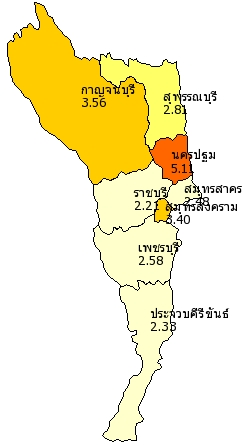 กาญจนบุรี
3.56
สุพรรณบุรี
2.81
นครปฐม
5.11
สมุทรสาคร
2.48
ราชบุรี
2.21
สมุทรสงคราม
3.40
เพชรบุรี
2.58
ประจวบคีรีขันธ์
2.33